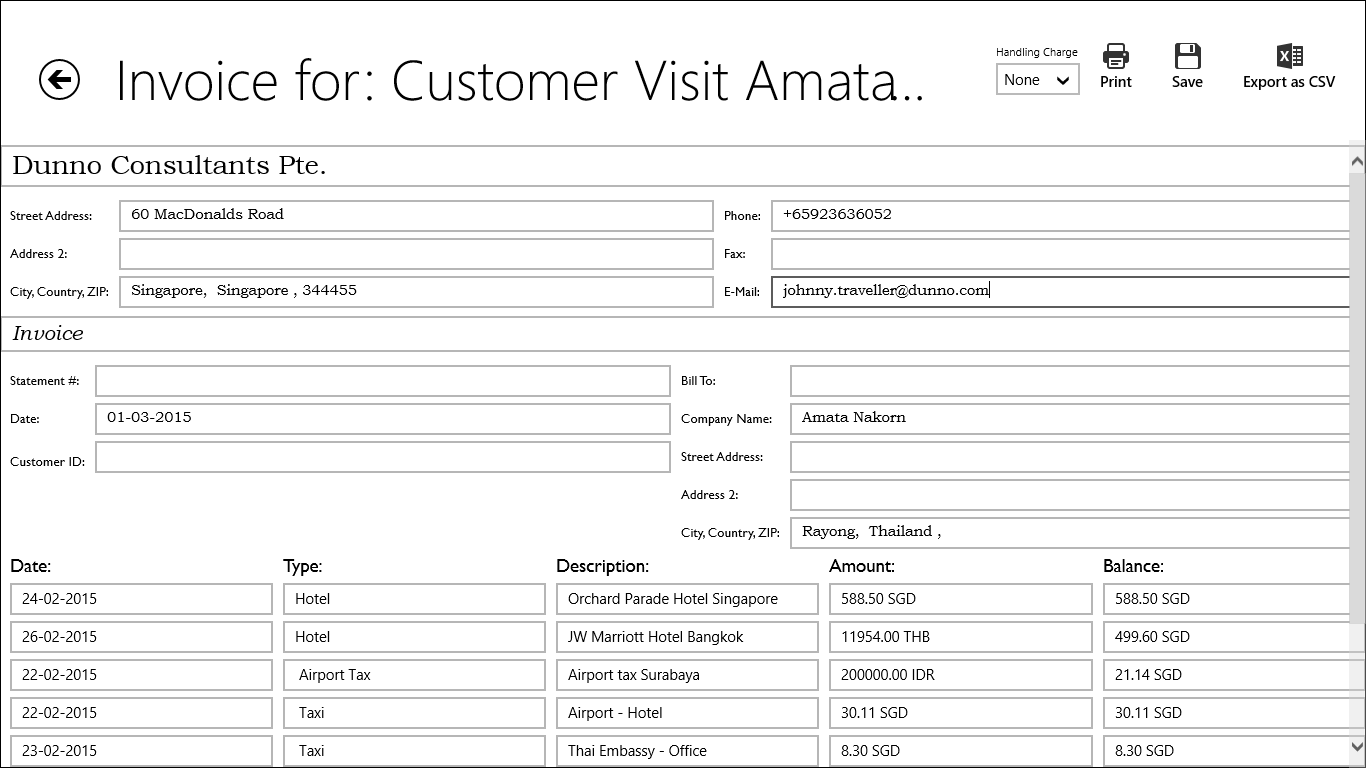 Invoice for: Customer Visit Amata...
Handling Charge
None
Print
Save
Export as CSV
Dunno Consultants Pte.
Street Address: 60 MacDonalds Road Phone: +65923636052
Address 2: Fax:
City, Country, ZIP: Singapore, Singapore , 344455 E-Mail: johnny.traveller@dunno.com
Invoice
Statement #: Bill To:
Date: 01-03-2015 Company Name: Amata Nakorn
Customer ID: Street Address:
Address 2:
City, Country, ZIP: Rayong, Thailand ,
Date: Type: Description: Amount: Balance:
24-02-2015 Hotel Orchard Parade Hotel Singapore 588.50 SGD 588.50 SGD
26-02-2015 Hotel JW Marriott Hotel Bangkok 11954.00 THB 499.60 SGD
22-02-2015 Airport Tax Airport tax Surabaya 200000.00 IDR 21.14 SGD
22-02-2015 Taxi Airport - Hotel 30.11 SGD 30.11 SGD
23-02-2015 Taxi Thai Embassy - Office 8.30 SGD 8.30 SGD